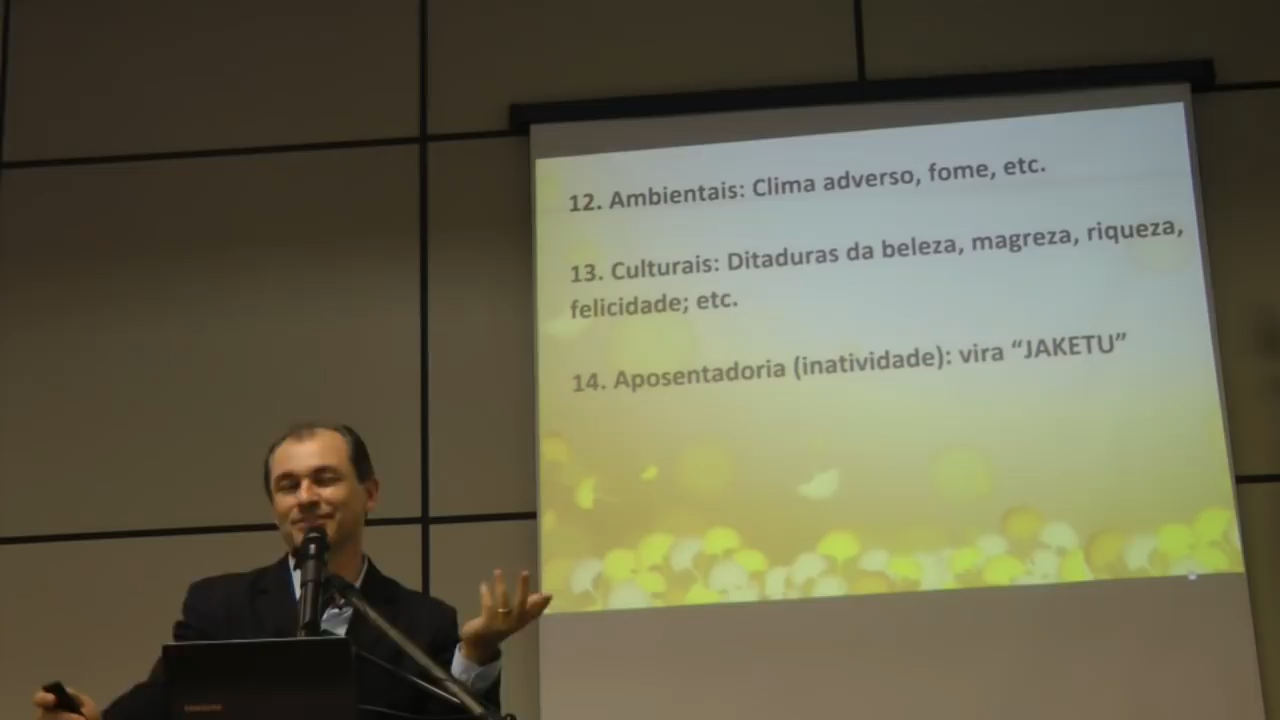 12. Ambientais: Clima adverso, fome, etc.
13. Culturais: Ditaduras da beleza, magreza, riqueza,
felicidade; etc.
14. Aposentadoria (inatividade): vira “JAKETU”
SAMSUNG